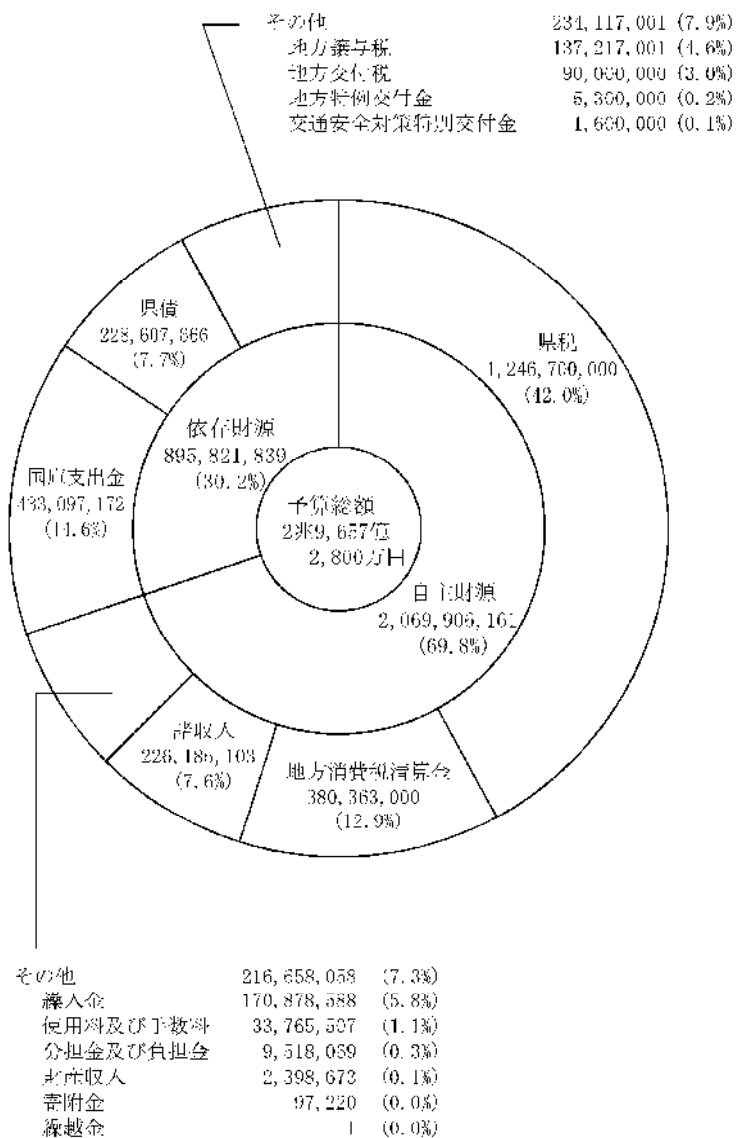 その他 234,117,001 (7.9%)
地方譲与税 137,217,001 (4.6%)
地方交付税 90,000,000 (3.0%)
地方特例交付金 5,300,000 (0.2%)
交通安全対策特別交付金 1,600,000 (0.1%)
県税
1,246,700,000
(42.0%)
県債
228,607,666
(7.7%)
依存財源
895,821,839
(30.2%)
国庫支出金
433,097,172
(14.6%)
予算総額
2兆9,657億
2,800万円
自主財源
2,069,906,161
(69.8%)
諸収入
226,185,103
(7.6%)
地方消費税清算金
380,363,000
(12.9%)
その他 216,658,058 (7.3%)
繰入金 170,878,588 (5.8%)
使用料及び手数料 33,765,507 (1.1%)
分担金及び負担金 9,518,069 (0.3%)
財産収入 2,398,673 (0.1%)
寄附金 97,220 (0.0%)
繰越金 1 (0.0%)